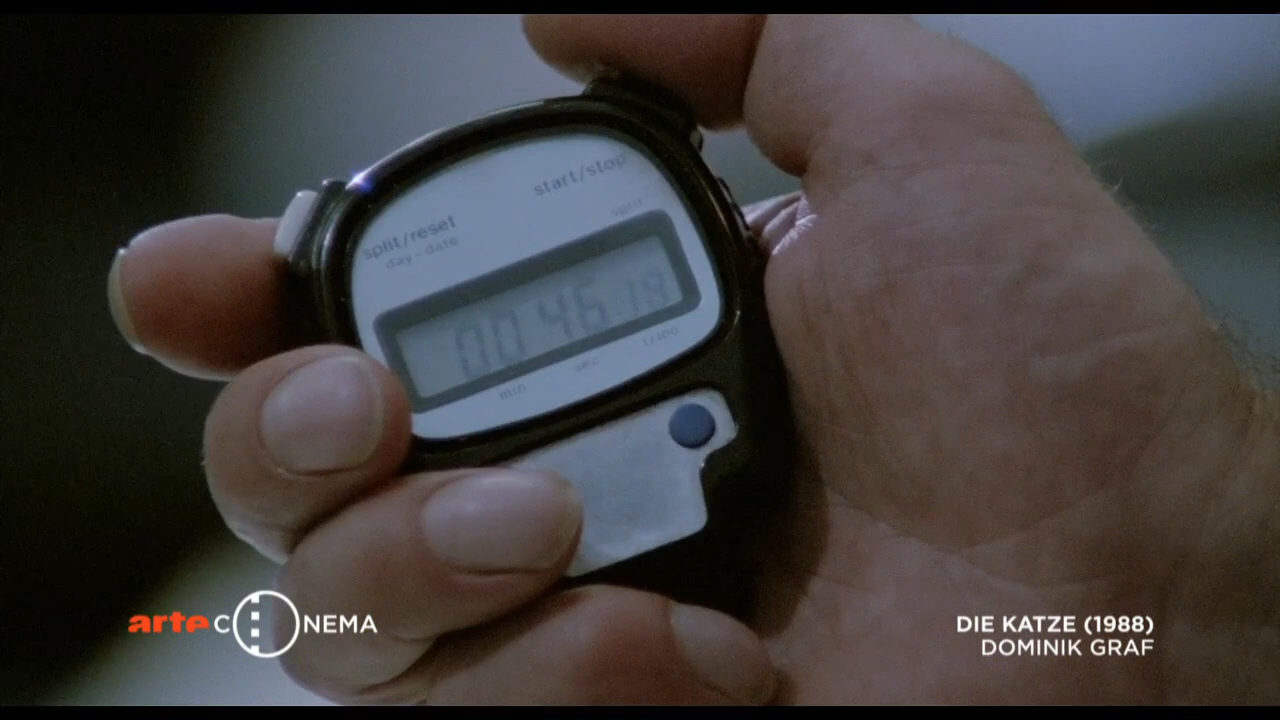 start/stop
split
split/reset
day-date
00 46.19
min sec 1/100
arte CINEMA
DIE KATZE (1988)
DOMINIK GRAF